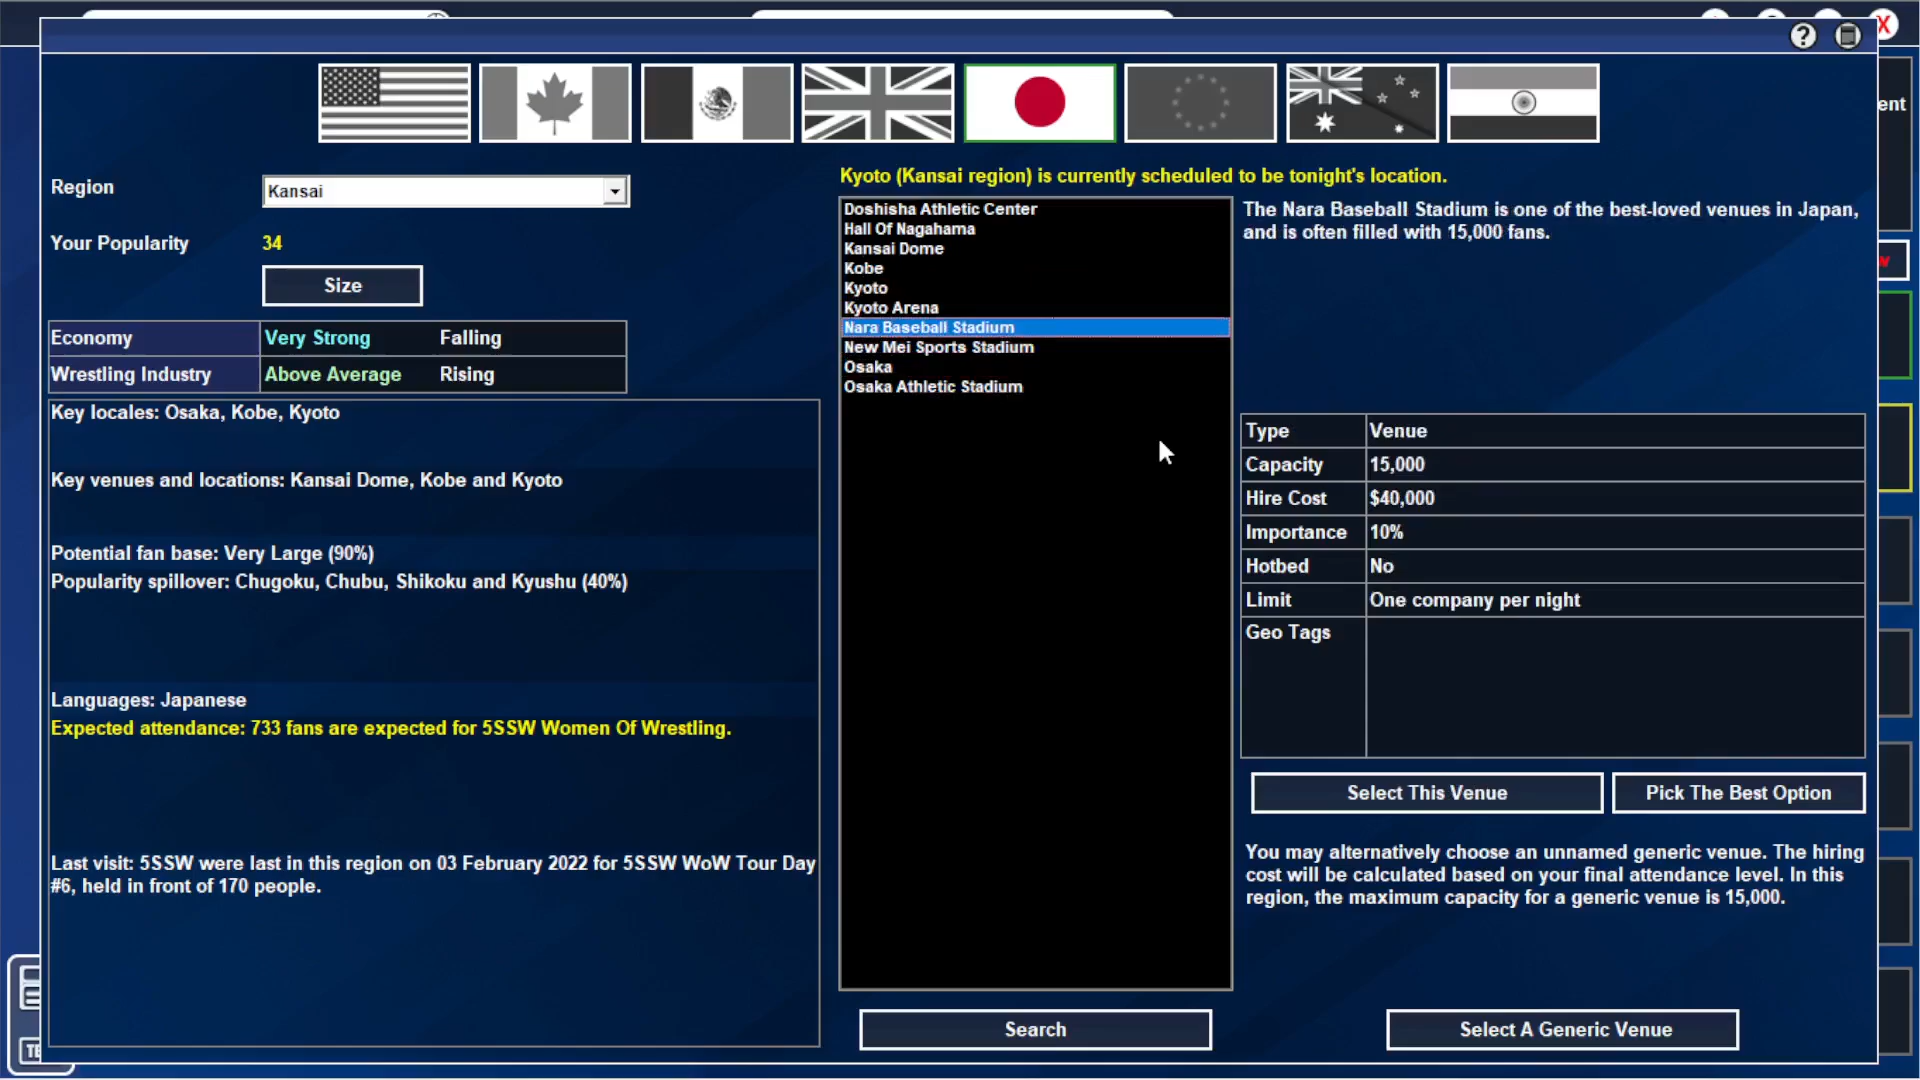 Region
Kansai
Your Popularity
34
Size
Economy
Very Strong
Falling
Wrestling Industry
Above Average
Rising
Key locales: Osaka, Kobe, Kyoto
Key venues and locations: Kansai Dome, Kobe and Kyoto
Potential fan base: Very Large (90%)
Popularity spillover: Chugoku, Chubu, Shikoku and Kyushu (40%)
Languages: Japanese
Expected attendance: 733 fans are expected for 5SSW Women Of Wrestling.
Last visit: 5SSW were last in this region on 03 February 2022 for 5SSW WoW Tour Day
#6, held in front of 170 people.
Kyoto (Kansai region) is currently scheduled to be tonight's location.
Doshisha Athletic Center
Hall Of Nagahama
Kansai Dome
Kobe
Kyoto
Kyoto Arena
Nara Baseball Stadium
New Mei Sports Stadium
Osaka
Osaka Athletic Stadium
Search
The Nara Baseball Stadium is one of the best-loved venues in Japan,
and is often filled with 15,000 fans.
Type
Venue
Capacity
15,000
Hire Cost
$40,000
Importance
10%
Hotbed
No
Limit
One company per night
Geo Tags
Select This Venue
Pick The Best Option
You may alternatively choose an unnamed generic venue. The hiring
cost will be calculated based on your final attendance level. In this
region, the maximum capacity for a generic venue is 15,000.
Select A Generic Venue
?
X
ent